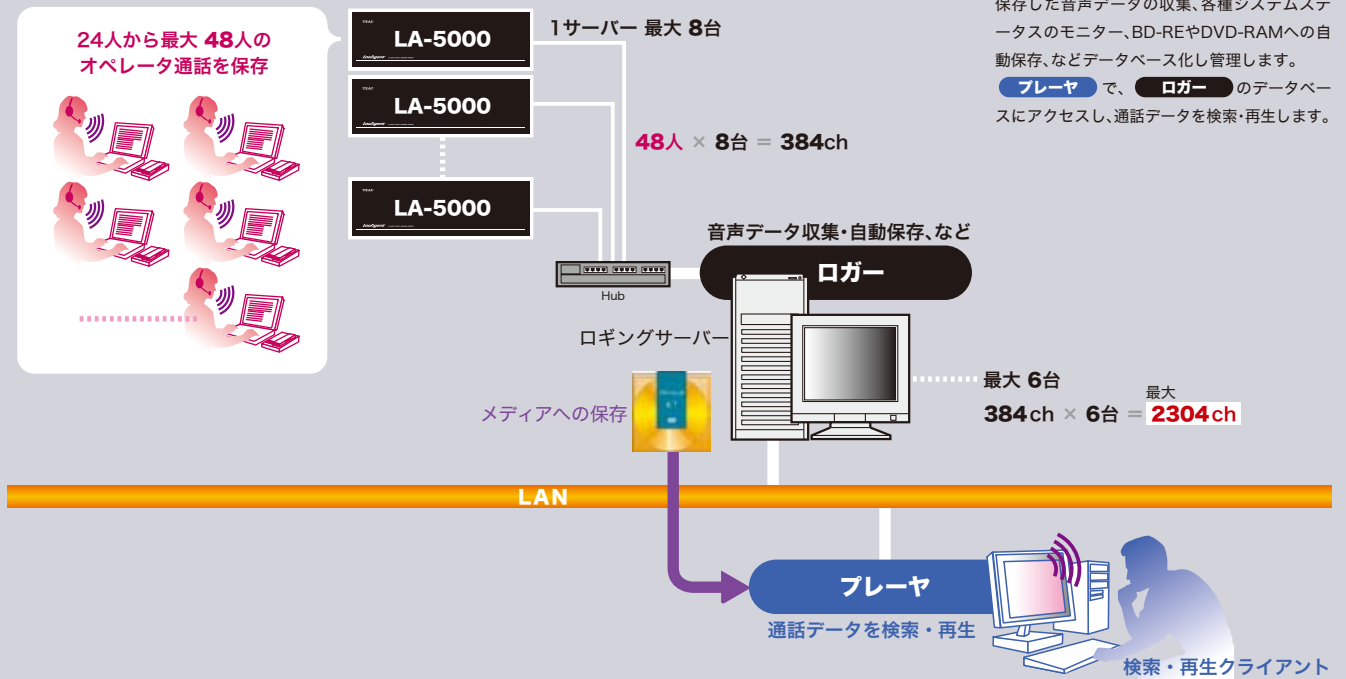 24人から最大 48人の
オペレータ通話を保存
TEAC
LA-5000
TEAC
LA-5000
TEAC
LA-5000
1サーバー 最大 8台
48人 × 8台 = 384ch
保存した音声データの収集、各種システムステ
ータスのモニター、BD-REやDVD-RAMへの自
動保存、などデータベース化し管理します。
プレーヤ で、 ロガー のデータベー
スにアクセスし、通話データを検索・再生します。
音声データ収集・自動保存、など
ロガー
Hub
ロギングサーバー
メディアへの保存
最大 6台
最大
384ch × 6台 = 2304ch
LAN
プレーヤ
通話データを検索・再生
検索・再生クライアント